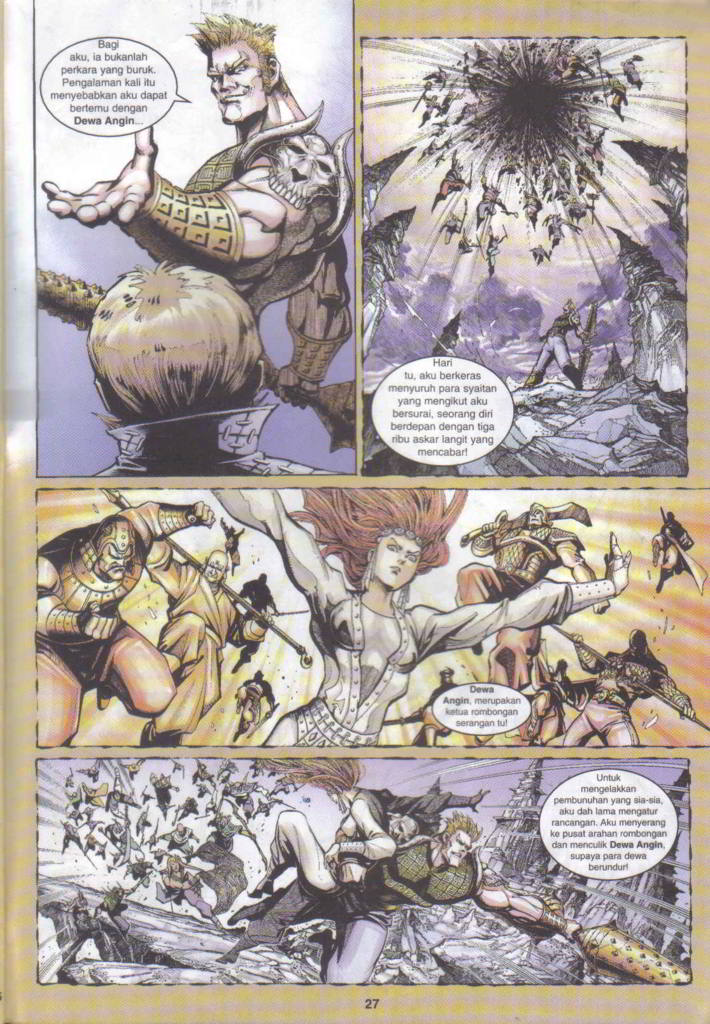 Bagi
aku, ia bukanlah
perkara yang buruk.
Pengalaman kali itu
menyebabkan aku dapat
bertemu dengan
Dewa Angin...
Hari
tu, aku berkeras
menyuruh para syaitan
yang mengikut aku
bersurai, seorang diri
berdepan dengan tiga
ribu askar langit yang
mencabar!
Dewa
Angin, merupakan
ketua rombongan
serangan tu!
Untuk
mengelakkan
pembunuhan yang sia-sia,
aku dah lama mengatur
rancangan. Aku menyerang
ke pusat arahan rombongan
dan menculik Dewa Angin,
supaya para dewa
berundur!
27